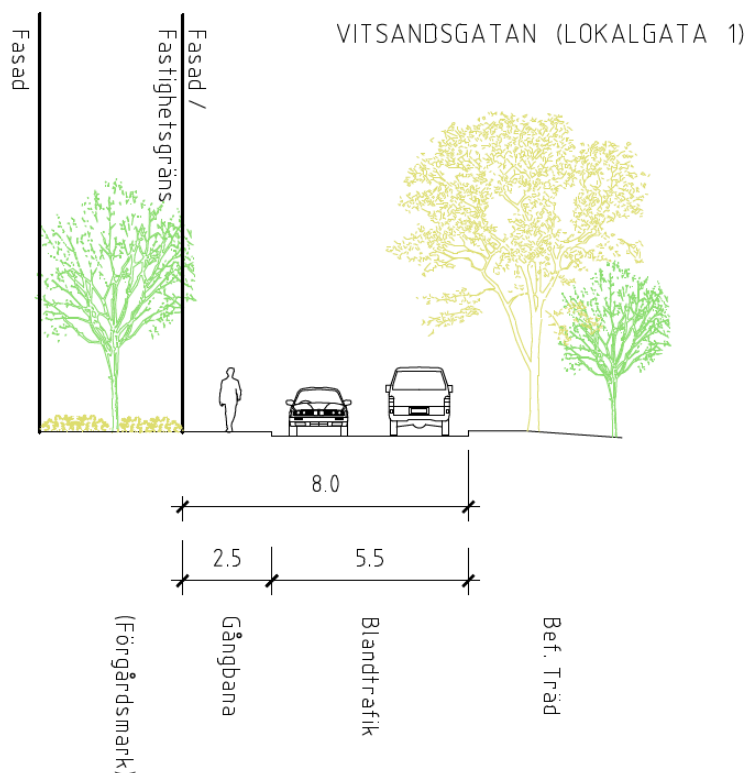 VITSANDSGATAN (LOKALGATA 1)
Fasad
Fasad /
Fastighetsgräns
8.0
2.5
5.5
(Förgårdsmark)
Gångbana
Blandtrafik
Bef. Träd